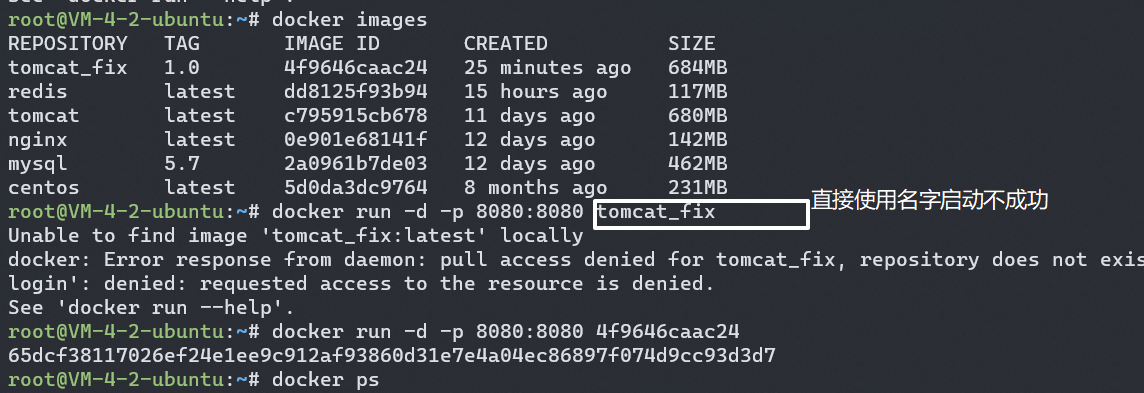 See 'docker run --help'.
root@VM-4-2-ubuntu:~# docker images
REPOSITORY   TAG       IMAGE ID       CREATED          SIZE
tomcat_fix   1.0       4f9646caac24   25 minutes ago   684MB
redis        latest    dd8125f93b94   15 hours ago     117MB
tomcat       latest    c795915cb678   11 days ago      680MB
nginx        latest    0e901e68141f   12 days ago      142MB
mysql        5.7       2a0961b7de03   12 days ago      462MB
centos       latest    5d0da3dc9764   8 months ago     231MB
root@VM-4-2-ubuntu:~# docker run -d -p 8080:8080 tomcat_fix
直接使用名字启动不成功
Unable to find image 'tomcat_fix:latest' locally
docker: Error response from daemon: pull access denied for tomcat_fix, repository does not exis
login': denied: requested access to the resource is denied.
See 'docker run --help'.
root@VM-4-2-ubuntu:~# docker run -d -p 8080:8080 4f9646caac24
65dcf38117026ef24e1ee9c912af93860d31e7e4a04ec86897f074d9cc93d3d7
root@VM-4-2-ubuntu:~# docker ps